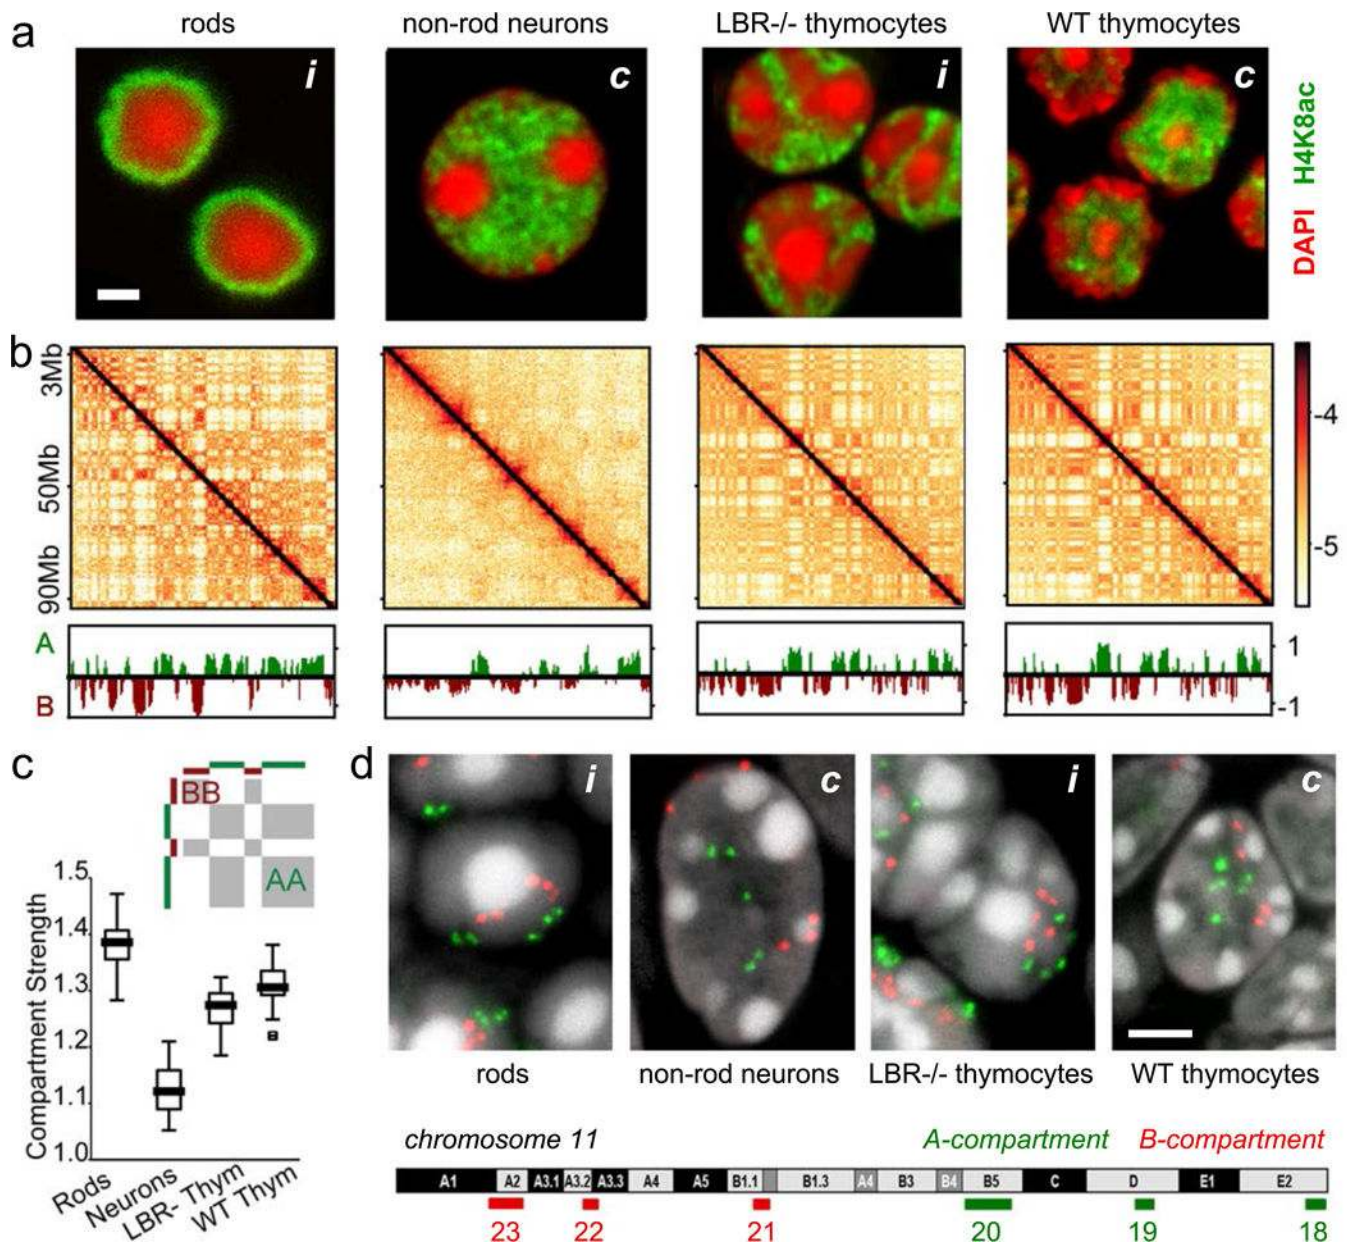 a
rods
non-rod neurons
LBR-/- thymocytes
WT thymocytes
i
c
i
c
DAPI H4K8ac
b
3Mb
50Mb
90Mb
-4
-5
A
B
1
-1
c
BB
AA
Compartment Strength
1.5
1.4
1.3
1.2
1.1
1.0
Rods
Neurons
LBR- Thym
WT Thym
d
i
c
i
c
rods
non-rod neurons
LBR-/- thymocytes
WT thymocytes
chromosome 11
A-compartment
B-compartment
A1 A2 A3.1 A3.2 A3.3 A4 A5 B1.1 B1.3 A4 B3 B4 B5 C D E1 E2
23 22 21 20 19 18